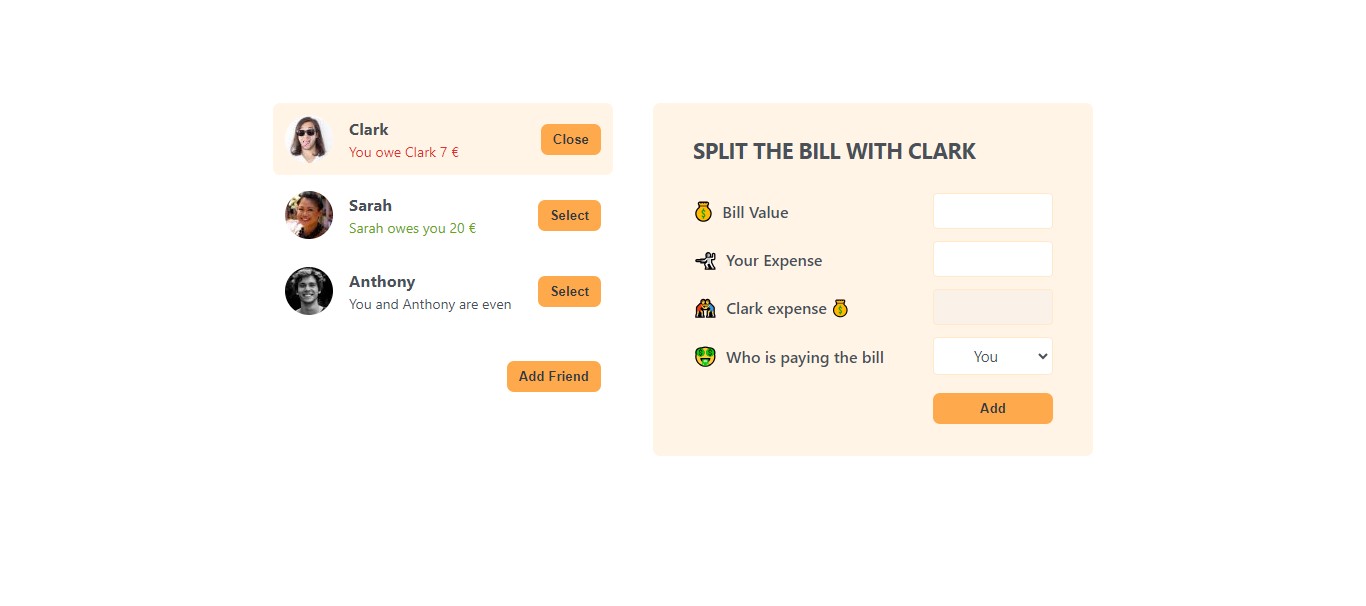 Clark
You owe Clark 7 €
Close
Sarah
Sarah owes you 20 €
Select
Anthony
You and Anthony are even
Select
Add Friend
SPLIT THE BILL WITH CLARK
💰 Bill Value
Your Expense
Clark expense 💰
🤑 Who is paying the bill
You
Add